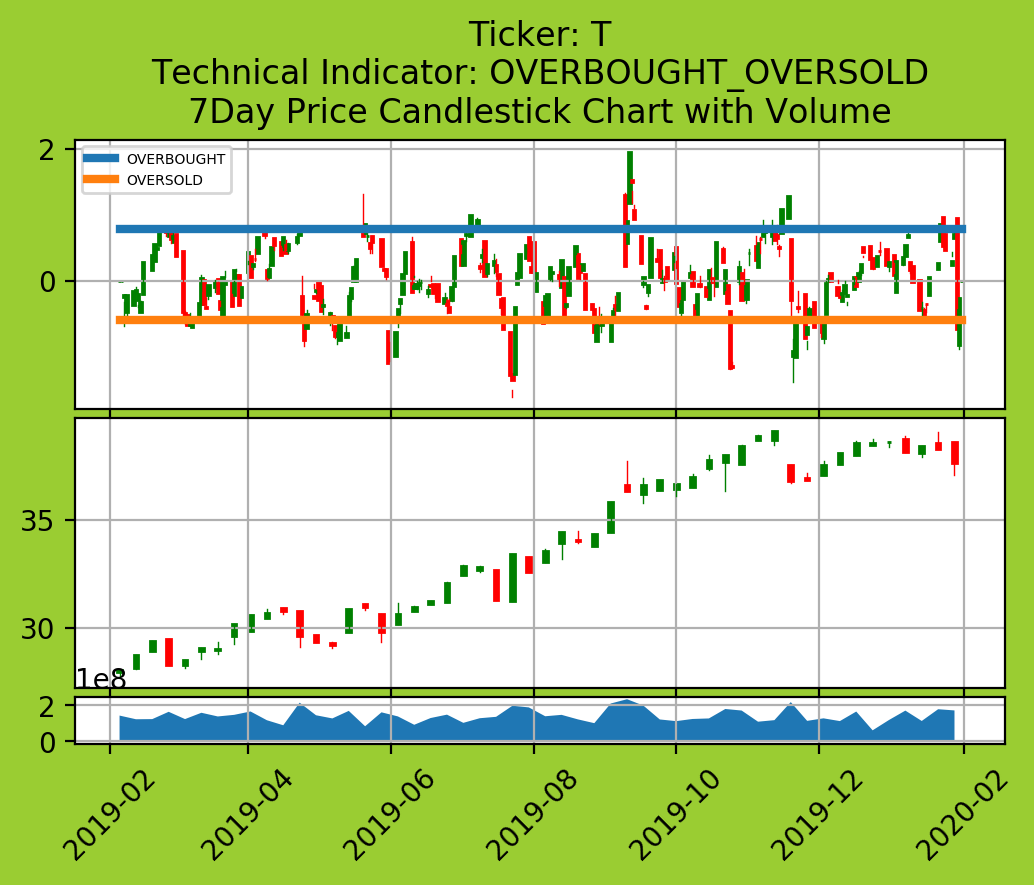 Ticker: T
Technical Indicator: OVERBOUGHT_OVERSOLD
7Day Price Candlestick Chart with Volume
OVERBOUGHT
OVERSOLD
2
0
35
30
1e8
2
0
2019-02
2019-04
2019-06
2019-08
2019-10
2019-12
2020-02